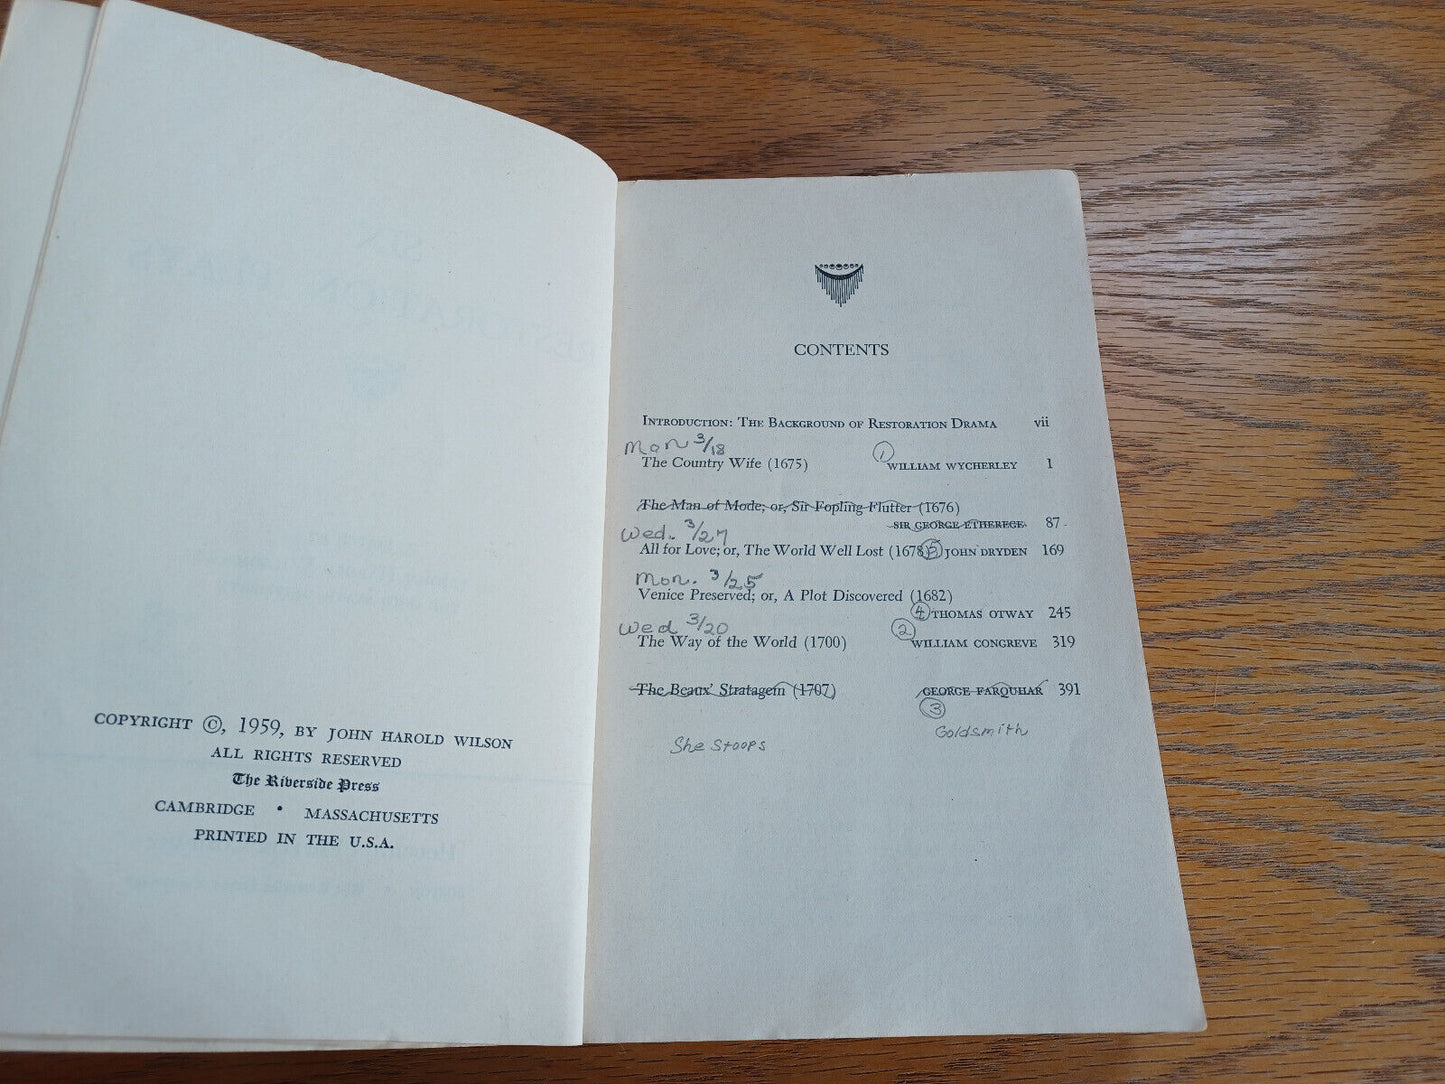 COPYRIGHT ©, 1959, BY JOHN HAROLD WILSON
ALL RIGHTS RESERVED
The Riverside Press
CAMBRIDGE • MASSACHUSETTS
PRINTED IN THE U.S.A.
CONTENTS
INTRODUCTION: THE BACKGROUND OF RESTORATION DRAMA vii
Mon 3/18
The Country Wife (1675) 1 WILLIAM WYCHERLEY 1
The Man of Mode; or, Sir Fopling Flutter (1676)
SIR GEORGE ETHEREGE 87
Wed. 3/27
All for Love; or, The World Well Lost (1678) 5 JOHN DRYDEN 169
Mon. 3/25
Venice Preserved; or, A Plot Discovered (1682)
4 THOMAS OTWAY 245
Wed 3/20
The Way of the World (1700) 2 WILLIAM CONGREVE 319
The Beaux' Stratagem (1707) GEORGE FARQUHAR 391
3
She Stoops Goldsmith